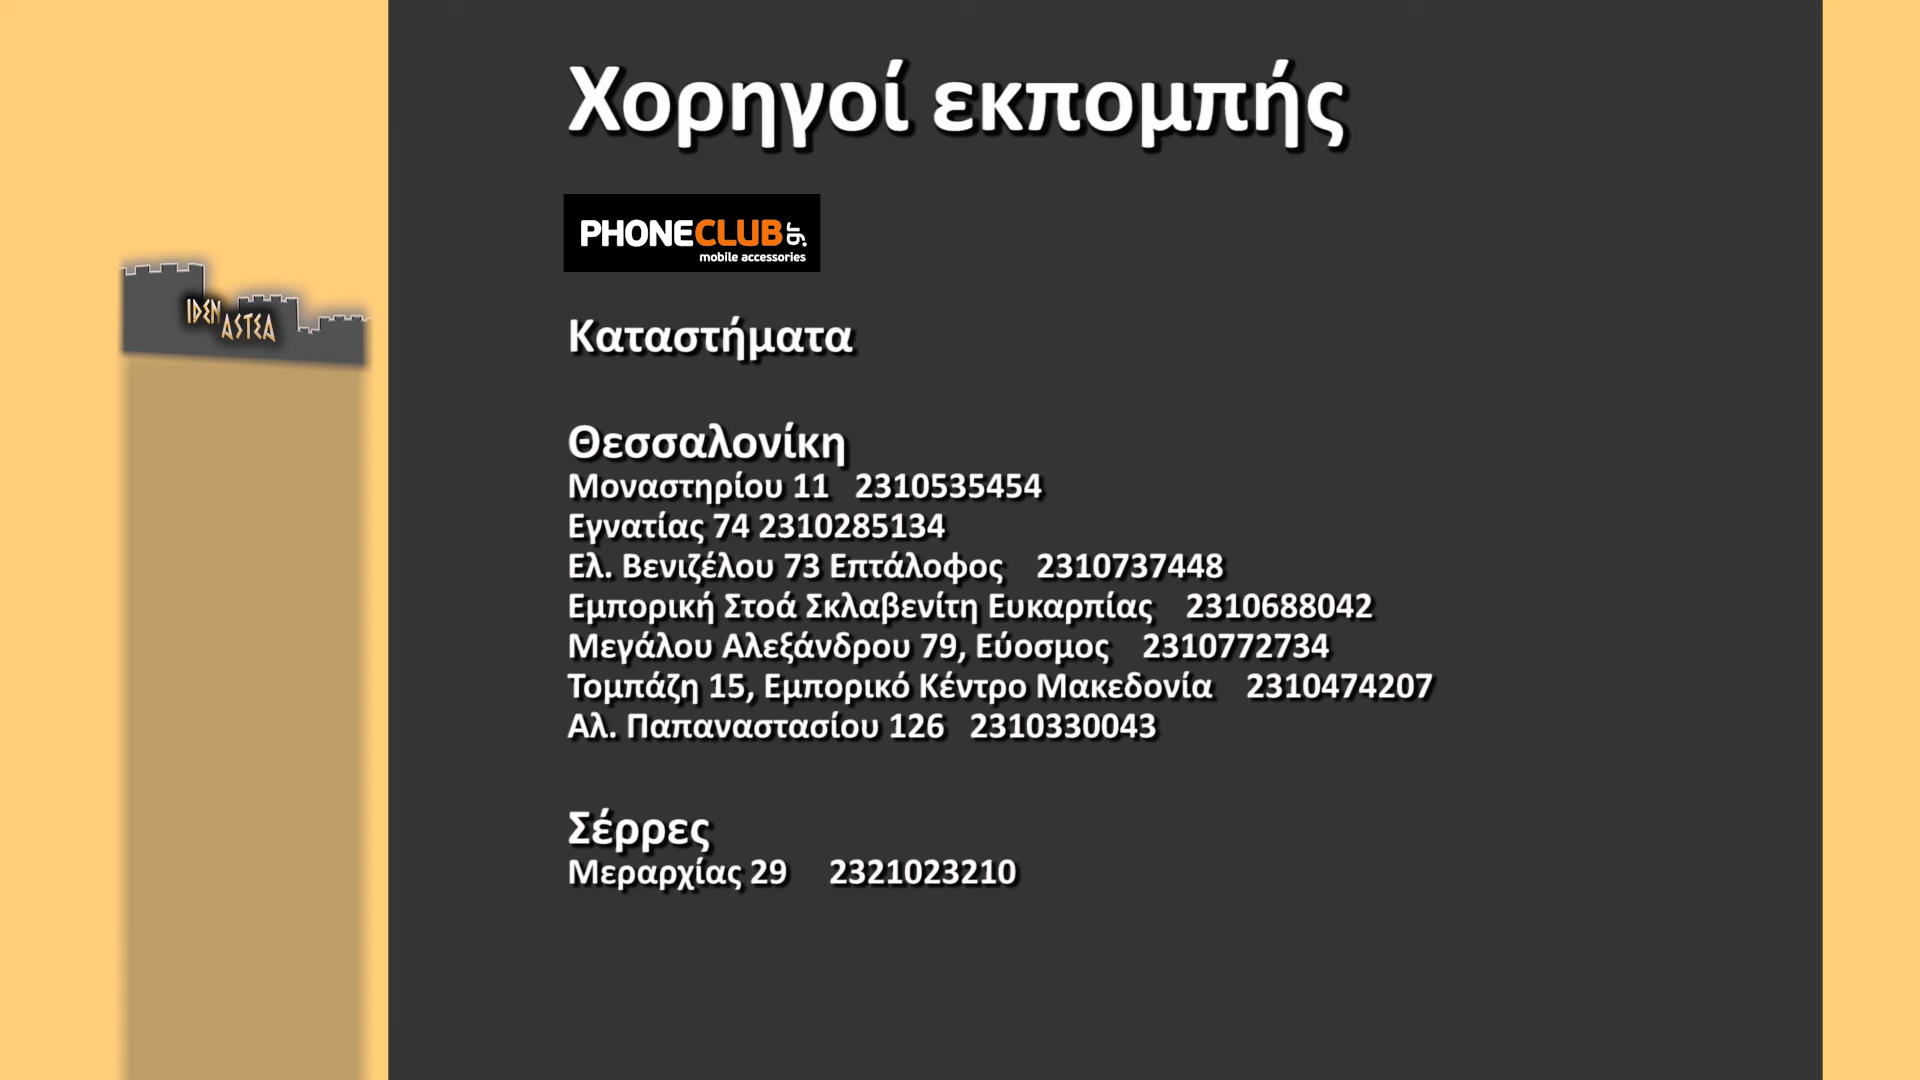 Χορηγοί εκπομπής
PHONECLUB.gr
mobile accessories
IDEN
ASTEA
Καταστήματα
Θεσσαλονίκη
Μοναστηρίου 11 2310535454
Εγνατίας 74 2310285134
Ελ. Βενιζέλου 73 Επτάλοφος 2310737448
Εμπορική Στοά Σκλαβενίτη Ευκαρπίας 2310688042
Μεγάλου Αλεξάνδρου 79, Εύοσμος 2310772734
Τομπάζη 15, Εμπορικό Κέντρο Μακεδονία 2310474207
Αλ. Παπαναστασίου 126 2310330043
Σέρρες
Μεραρχίας 29 2321023210